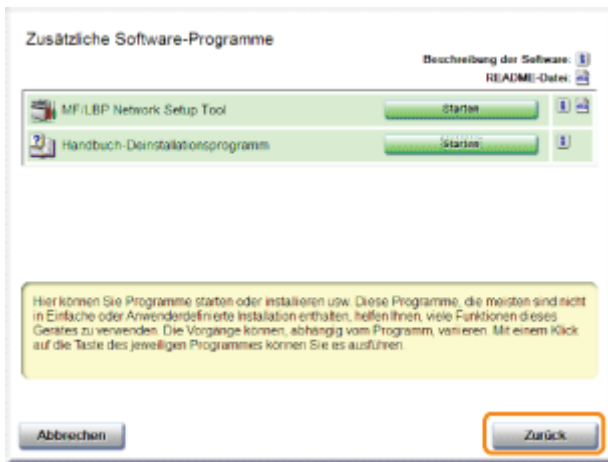 Zusätzliche Software-Programme
Beschreibung der Software:
README-Datei:
MF/LBP Network Setup Tool Starten
Handbuch-Deinstallationsprogramm Starten
Hier können Sie Programme starten oder installieren usw. Diese Programme, die meisten sind nicht
in Einfache oder Anwenderdefinierte Installation enthalten, helfen Ihnen, viele Funktionen dieses
Gerätes zu verwenden. Die Vorgänge können, abhängig vom Programm, variieren. Mit einem Klick
auf die Taste des jeweiligen Programmes können Sie es ausführen.
Abbrechen Zurück